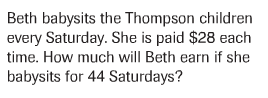 Beth babysits the Thompson children
every Saturday. She is paid $28 each
time. How much will Beth earn if she
babysits for 44 Saturdays?